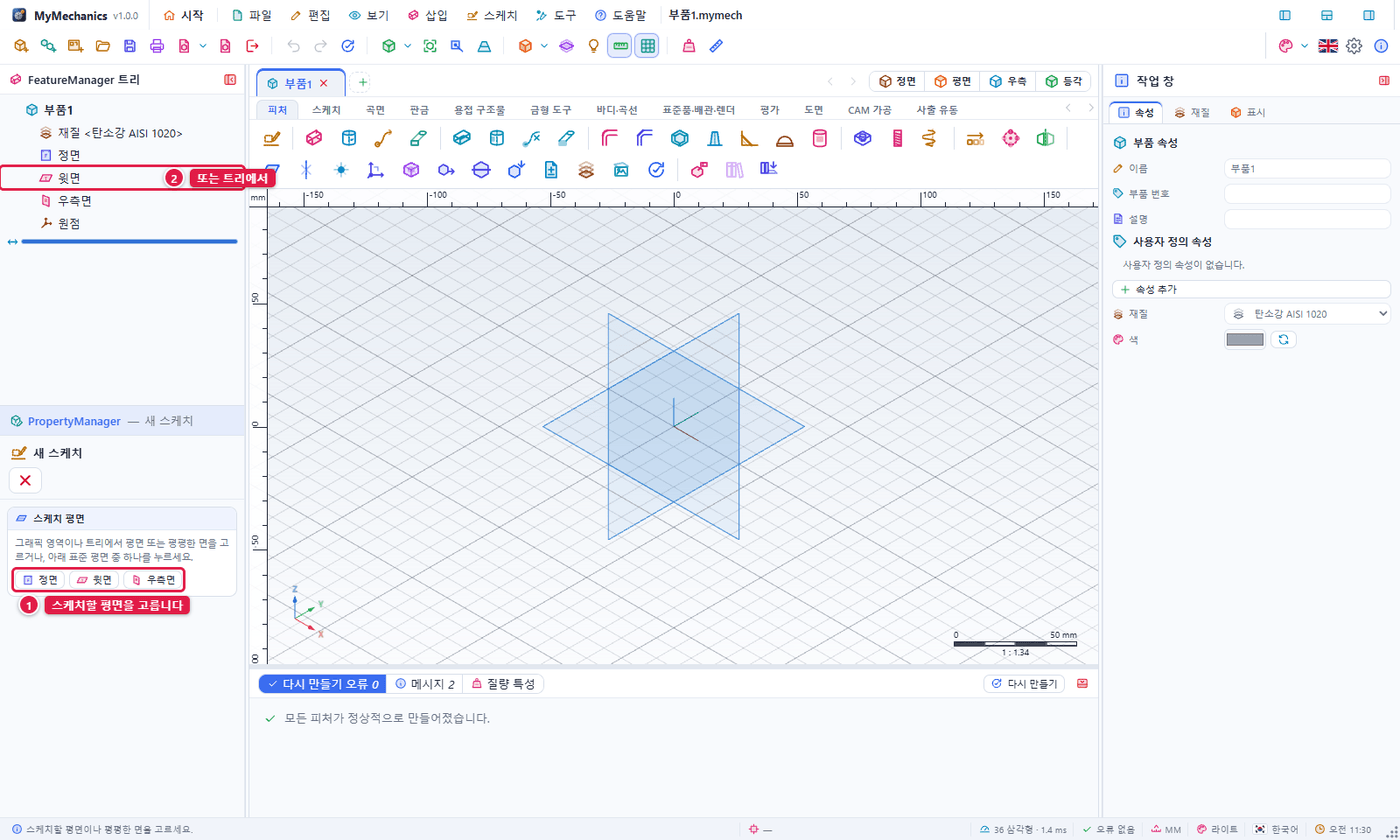 MyMechanics v1.0.0
시작
파일
편집
보기
삽입
스케치
도구
도움말
부품1.mymech
FeatureManager 트리
부품1
재질 <탄소강 AISI 1020>
정면
윗면
2 또는 트리에서
우측면
원점
PropertyManager — 새 스케치
새 스케치
스케치 평면
그래픽 영역이나 트리에서 평면 또는 평평한 면을 고
르거나, 아래 표준 평면 중 하나를 누르세요.
정면 윗면 우측면
1 스케치할 평면을 고릅니다
부품1
정면 평면 우측 등각
피처 스케치 곡면 판금 용접 구조물 금형 도구 바디·곡선 표준품·배관·렌더 평가 도면 CAM 가공 사출 유동
mm -150 -100 -50 0 50 100 150
50
0
-50
00
Z
Y
X
0 50 mm
1 : 1.34
다시 만들기 오류 0 메시지 2 질량 특성 다시 만들기
모든 피처가 정상적으로 만들어졌습니다.
작업 창
속성 재질 표시
부품 속성
이름 부품1
부품 번호
설명
사용자 정의 속성
사용자 정의 속성이 없습니다.
속성 추가
재질 탄소강 AISI 1020
색
스케치할 평면이나 평평한 면을 고르세요.
—
36 삼각형 · 1.4 ms 오류 없음 MM 라이트 한국어 오전 11:30